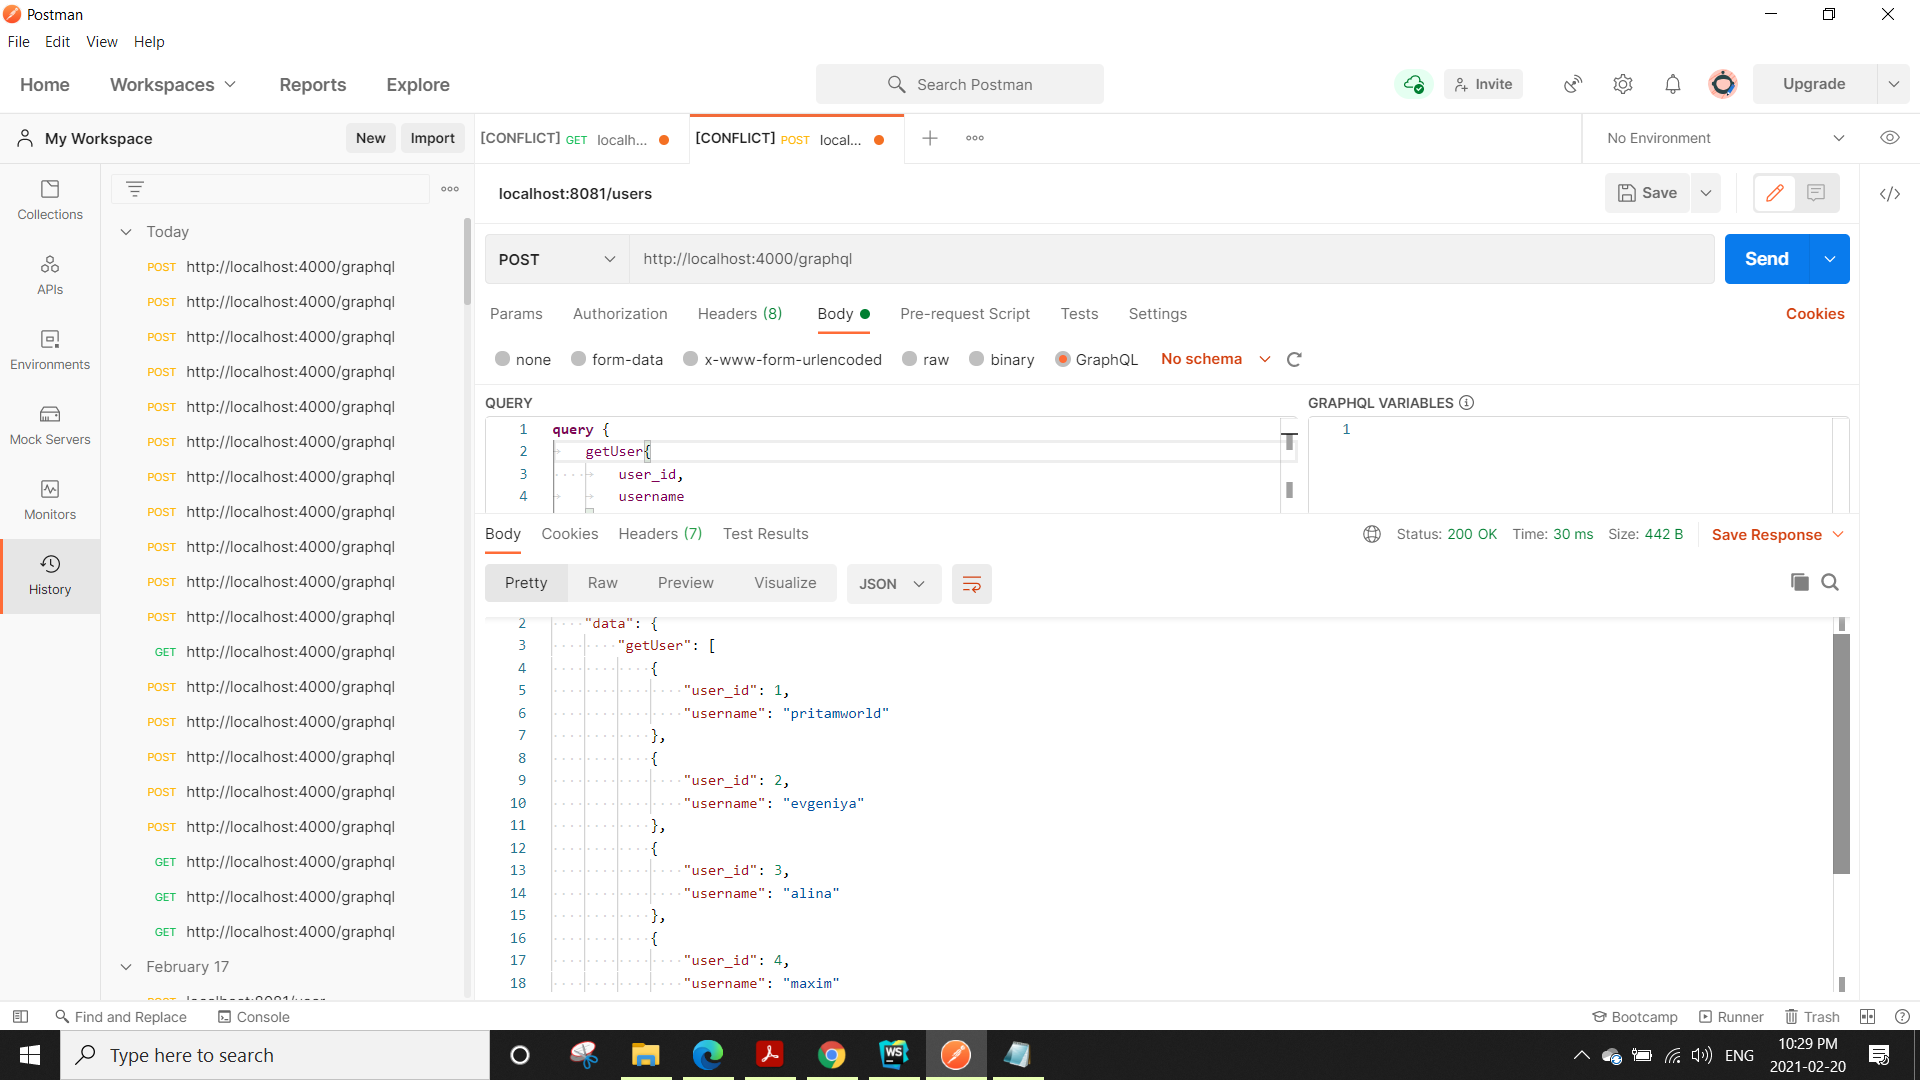 Postman
File Edit View Help
Home Workspaces Reports Explore Search Postman Invite Upgrade
My Workspace New Import [CONFLICT] GET localh... [CONFLICT] POST local... No Environment
Collections
APIs
Environments
Mock Servers
Monitors
History
Today
POST http://localhost:4000/graphql
POST http://localhost:4000/graphql
POST http://localhost:4000/graphql
POST http://localhost:4000/graphql
POST http://localhost:4000/graphql
POST http://localhost:4000/graphql
POST http://localhost:4000/graphql
POST http://localhost:4000/graphql
POST http://localhost:4000/graphql
POST http://localhost:4000/graphql
POST http://localhost:4000/graphql
GET http://localhost:4000/graphql
POST http://localhost:4000/graphql
POST http://localhost:4000/graphql
POST http://localhost:4000/graphql
POST http://localhost:4000/graphql
POST http://localhost:4000/graphql
GET http://localhost:4000/graphql
GET http://localhost:4000/graphql
GET http://localhost:4000/graphql
February 17
localhost:8081/users Save
POST http://localhost:4000/graphql Send
Params Authorization Headers (8) Body Pre-request Script Tests Settings Cookies
none form-data x-www-form-urlencoded raw binary GraphQL No schema
QUERY
1 query {
2 getUser{
3 user_id,
4 username
GRAPHQL VARIABLES
1
Body Cookies Headers (7) Test Results Status: 200 OK Time: 30 ms Size: 442 B Save Response
Pretty Raw Preview Visualize JSON
2 "data": {
3 "getUser": [
4 {
5 "user_id": 1,
6 "username": "pritamworld"
7 },
8 {
9 "user_id": 2,
10 "username": "evgeniya"
11 },
12 {
13 "user_id": 3,
14 "username": "alina"
15 },
16 {
17 "user_id": 4,
18 "username": "maxim"
Find and Replace Console Bootcamp Runner Trash
Type here to search WS ENG 10:29 PM
2021-02-20